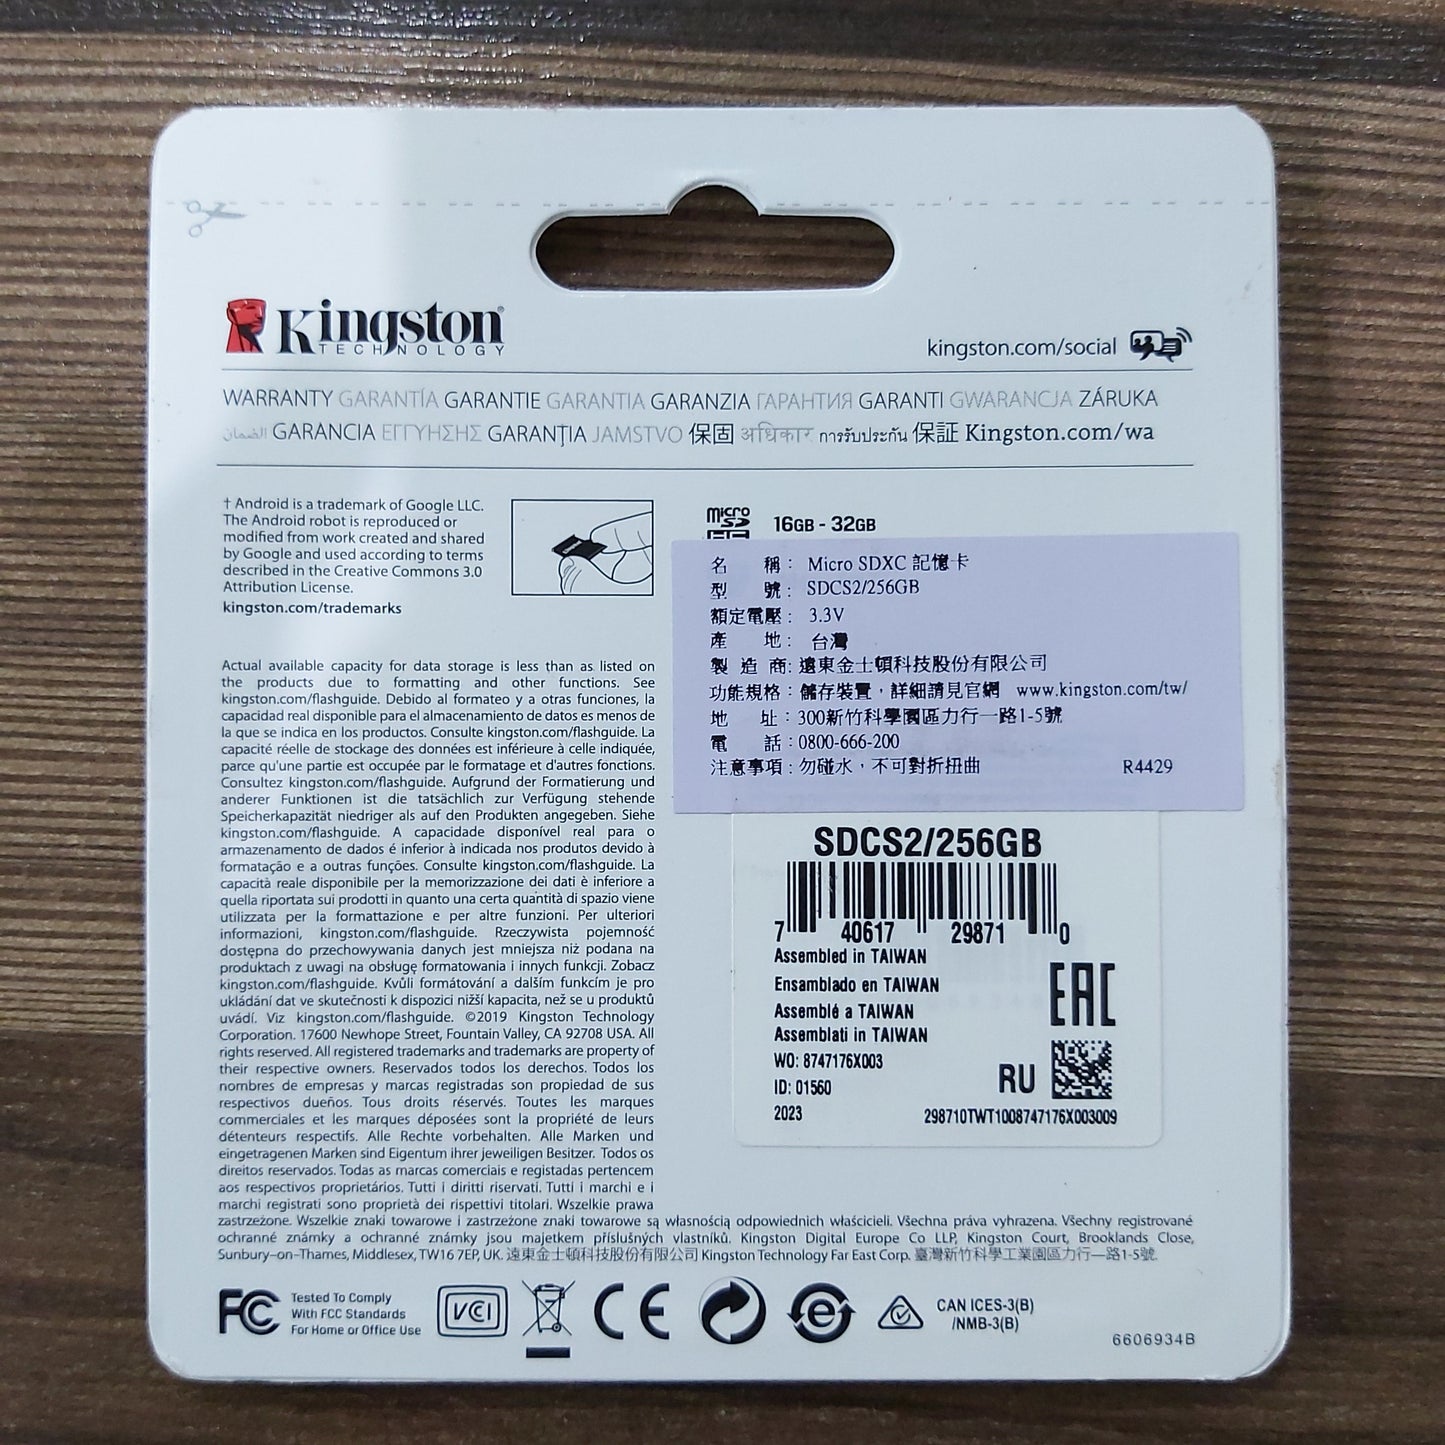 Kingston
TECHNOLOGY
kingston.com/social
WARRANTY GARANTÍA GARANTIE GARANTIA GARANZIA ГАРАНТИЯ GARANTI GWARANCJA ZÁRUKA
الضمان GARANCIA ΕΓΓΥΗΣΗΣ GARANŢIA JAMSTVO 保固 अधिकार การรับประกัน 保証 Kingston.com/wa
† Android is a trademark of Google LLC.
The Android robot is reproduced or
modified from work created and shared
by Google and used according to terms
described in the Creative Commons 3.0
Attribution License.
kingston.com/trademarks
micro
SD
16GB - 32GB
名 稱： Micro SDXC 記憶卡
型 號： SDCS2/256GB
額定電壓： 3.3V
產 地： 台灣
製 造 商: 遠東金士頓科技股份有限公司
功能規格：儲存裝置，詳細請見官網 www.kingston.com/tw/
地 址：300新竹科學園區力行一路1-5號
電 話：0800-666-200
注意事項：勿碰水，不可對折扭曲 R4429
Actual available capacity for data storage is less than as listed on
the products due to formatting and other functions. See
kingston.com/flashguide. Debido al formateo y a otras funciones, la
capacidad real disponible para el almacenamiento de datos es menos de
la que se indica en los productos. Consulte kingston.com/flashguide. La
capacité réelle de stockage des données est inférieure à celle indiquée,
parce qu'une partie est occupée par le formatage et d'autres fonctions.
Consultez kingston.com/flashguide. Aufgrund der Formatierung und
anderer Funktionen ist die tatsächlich zur Verfügung stehende
Speicherkapazität niedriger als auf den Produkten angegeben. Siehe
kingston.com/flashguide. A capacidade disponível real para o
armazenamento de dados é inferior à indicada nos produtos devido à
formatação e a outras funções. Consulte kingston.com/flashguide. La
capacità reale disponibile per la memorizzazione dei dati è inferiore a
quella riportata sui prodotti in quanto una certa quantità di spazio viene
utilizzata per la formattazione e per altre funzioni. Per ulteriori
informazioni, kingston.com/flashguide. Rzeczywista pojemność
dostępna do przechowywania danych jest mniejsza niż podana na
produktach z uwagi na obsługę formatowania i innych funkcji. Zobacz
kingston.com/flashguide. Kvůli formátování a dalším funkcím je pro
ukládání dat ve skutečnosti k dispozici nižší kapacita, než se u produktů
uvádí. Viz kingston.com/flashguide. ©2019 Kingston Technology
Corporation. 17600 Newhope Street, Fountain Valley, CA 92708 USA. All
rights reserved. All registered trademarks and trademarks are property of
their respective owners. Reservados todos los derechos. Todos los
nombres de empresas y marcas registradas son propiedad de sus
respectivos dueños. Tous droits réservés. Toutes les marques
commerciales et les marques déposées sont la propriété de leurs
détenteurs respectifs. Alle Rechte vorbehalten. Alle Marken und
eingetragenen Marken sind Eigentum ihrer jeweiligen Besitzer. Todos os
direitos reservados. Todas as marcas comerciais e registadas pertencem
aos respectivos proprietários. Tutti i diritti riservati. Tutti i marchi e i
marchi registrati sono proprietà dei rispettivi titolari. Wszelkie prawa
zastrzeżone. Wszelkie znaki towarowe i zastrzeżone znaki towarowe są własnością odpowiednich właścicieli. Všechna práva vyhrazena. Všechny registrované
ochranné známky a ochranné známky jsou majetkem příslušných vlastníků. Kingston Digital Europe Co LLP, Kingston Court, Brooklands Close,
Sunbury-on-Thames, Middlesex, TW16 7EP, UK. 遠東金士頓科技股份有限公司 Kingston Technology Far East Corp. 臺灣新竹科學工業園區力行一路1-5號.
SDCS2/256GB
7 40617 29871 0
Assembled in TAIWAN
Ensamblado en TAIWAN
Assemblé a TAIWAN
Assemblati in TAIWAN
WO: 8747176X003
ID: 01560
2023
EAC
RU
298710TWT1008747176X003009
FC
Tested To Comply
With FCC Standards
For Home or Office Use
VCI
CE
e
CAN ICES-3(B)
/NMB-3(B)
6606934B